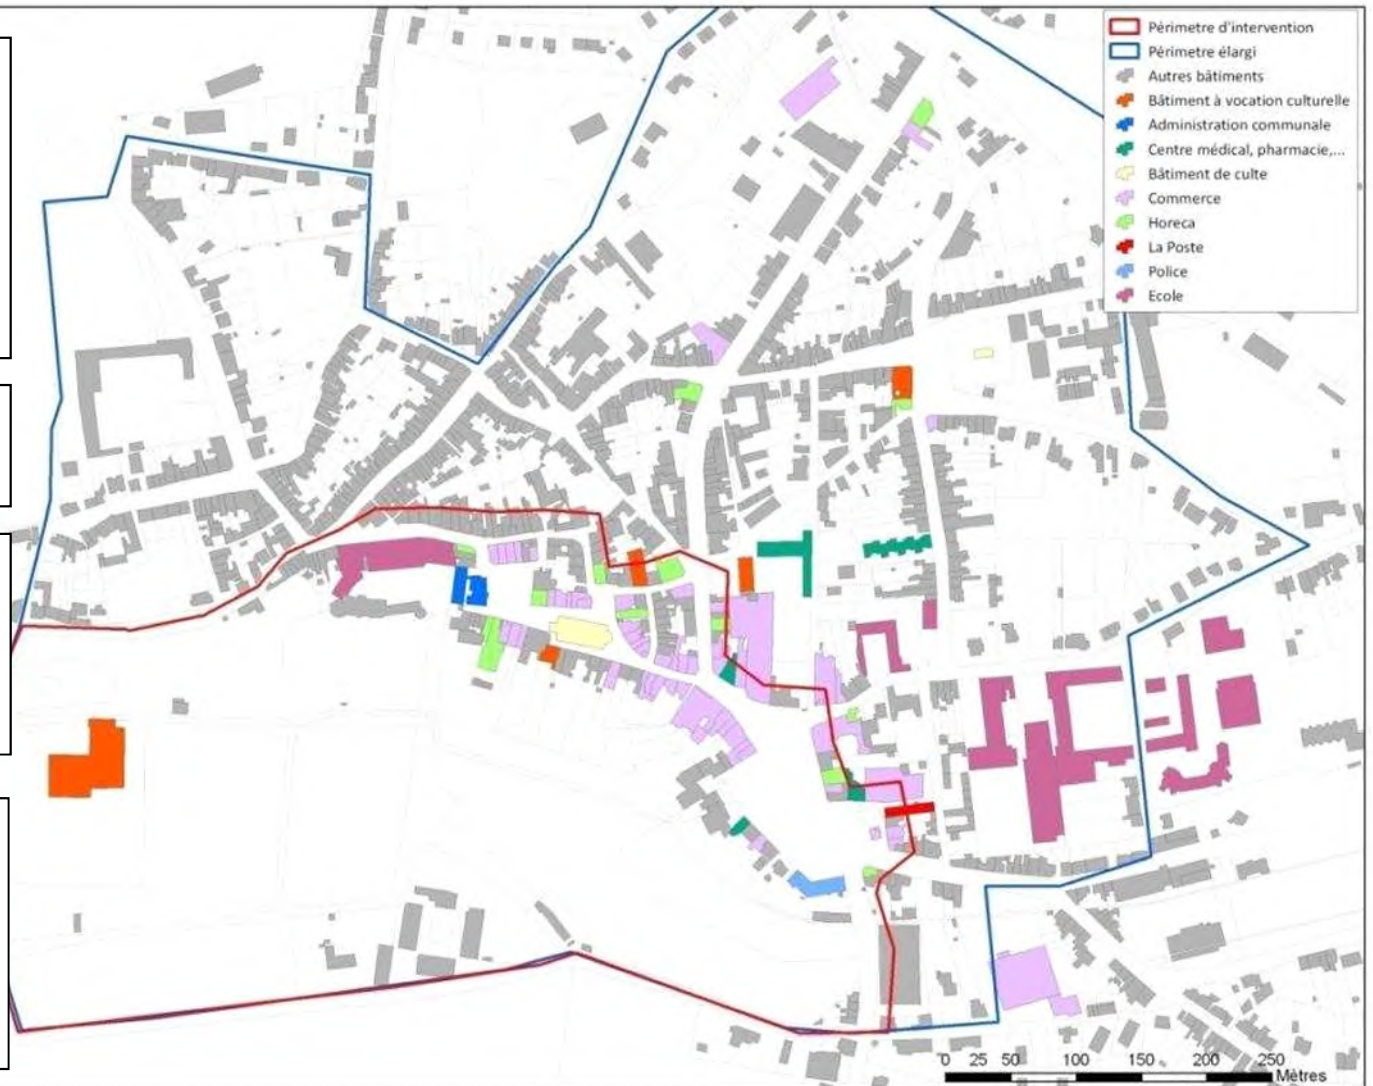 Périmetre d'intervention
Périmetre élargi
Autres bâtiments
Bâtiment à vocation culturelle
Administration communale
Centre médical, pharmacie,...
Bâtiment de culte
Commerce
Horeca
La Poste
Police
Ecole
0 25 50 100 150 200 250
Mètres